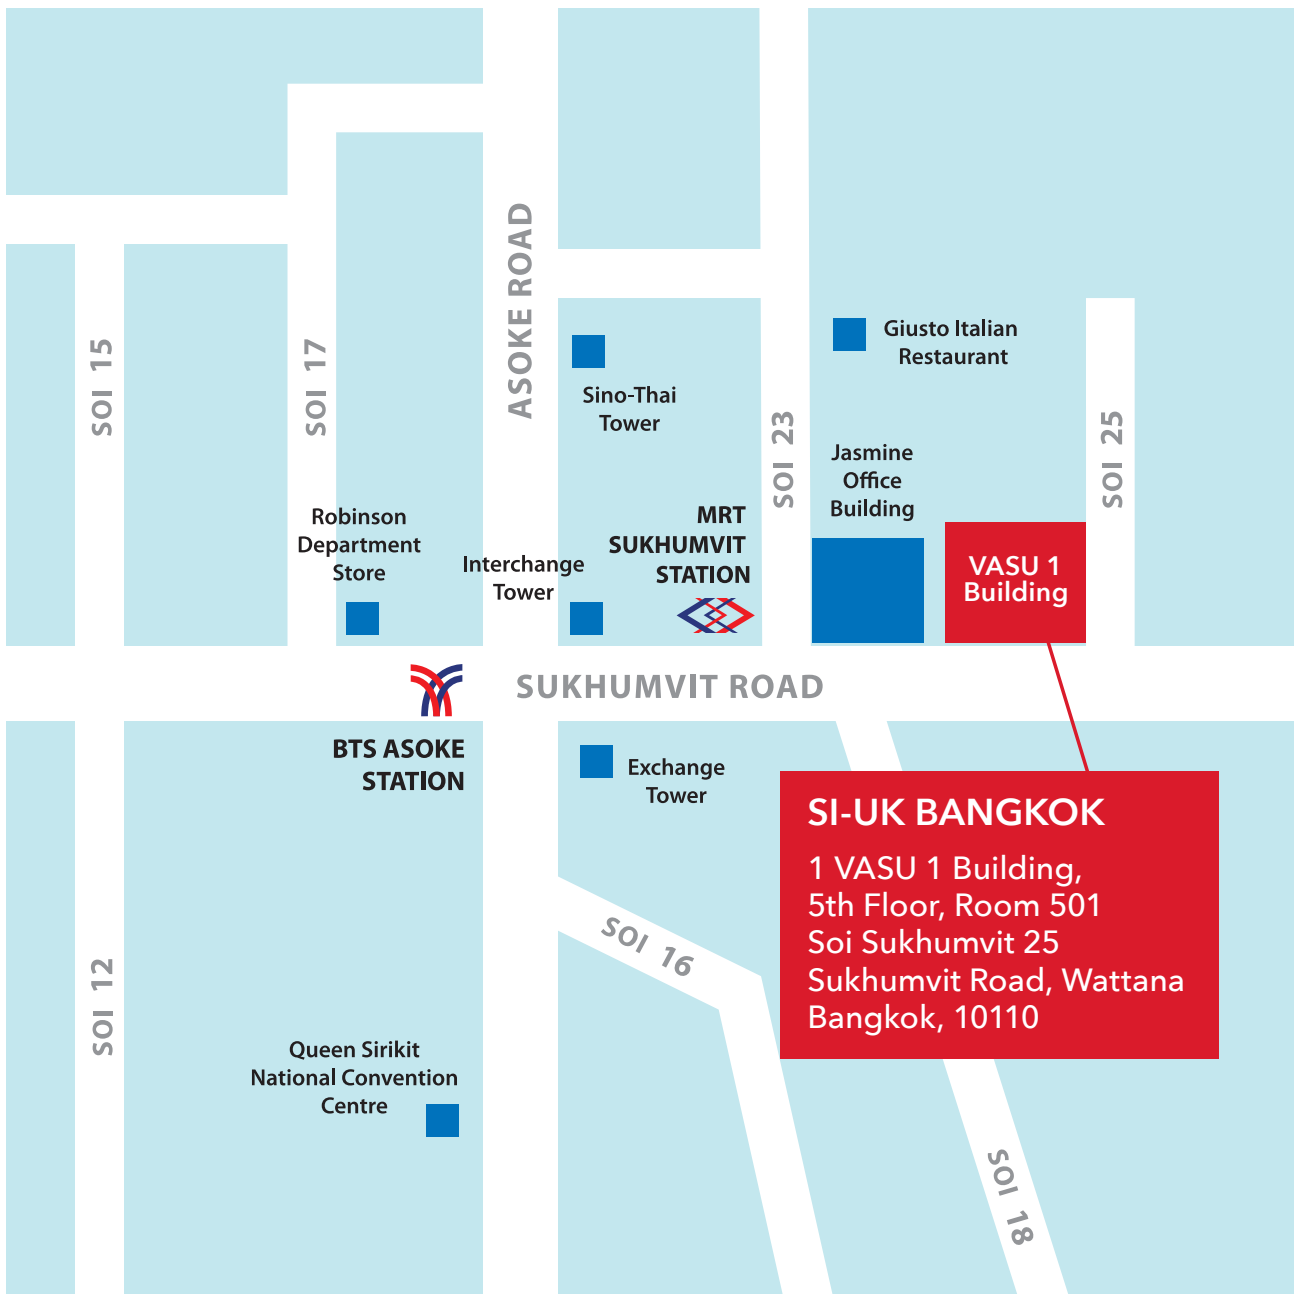 ASOKE ROAD
SOI 15
SOI 17
Sino-Thai
Tower
Giusto Italian
Restaurant
SOI 23
SOI 25
Jasmine
Office
Building
Robinson
Department
Store
Interchange
Tower
MRT
SUKHUMVIT
STATION
VASU 1
Building
SUKHUMVIT ROAD
BTS ASOKE
STATION
Exchange
Tower
SI-UK BANGKOK
1 VASU 1 Building,
5th Floor, Room 501
Soi Sukhumvit 25
Sukhumvit Road, Wattana
Bangkok, 10110
SOI 16
SOI 12
Queen Sirikit
National Convention
Centre
SOI 18